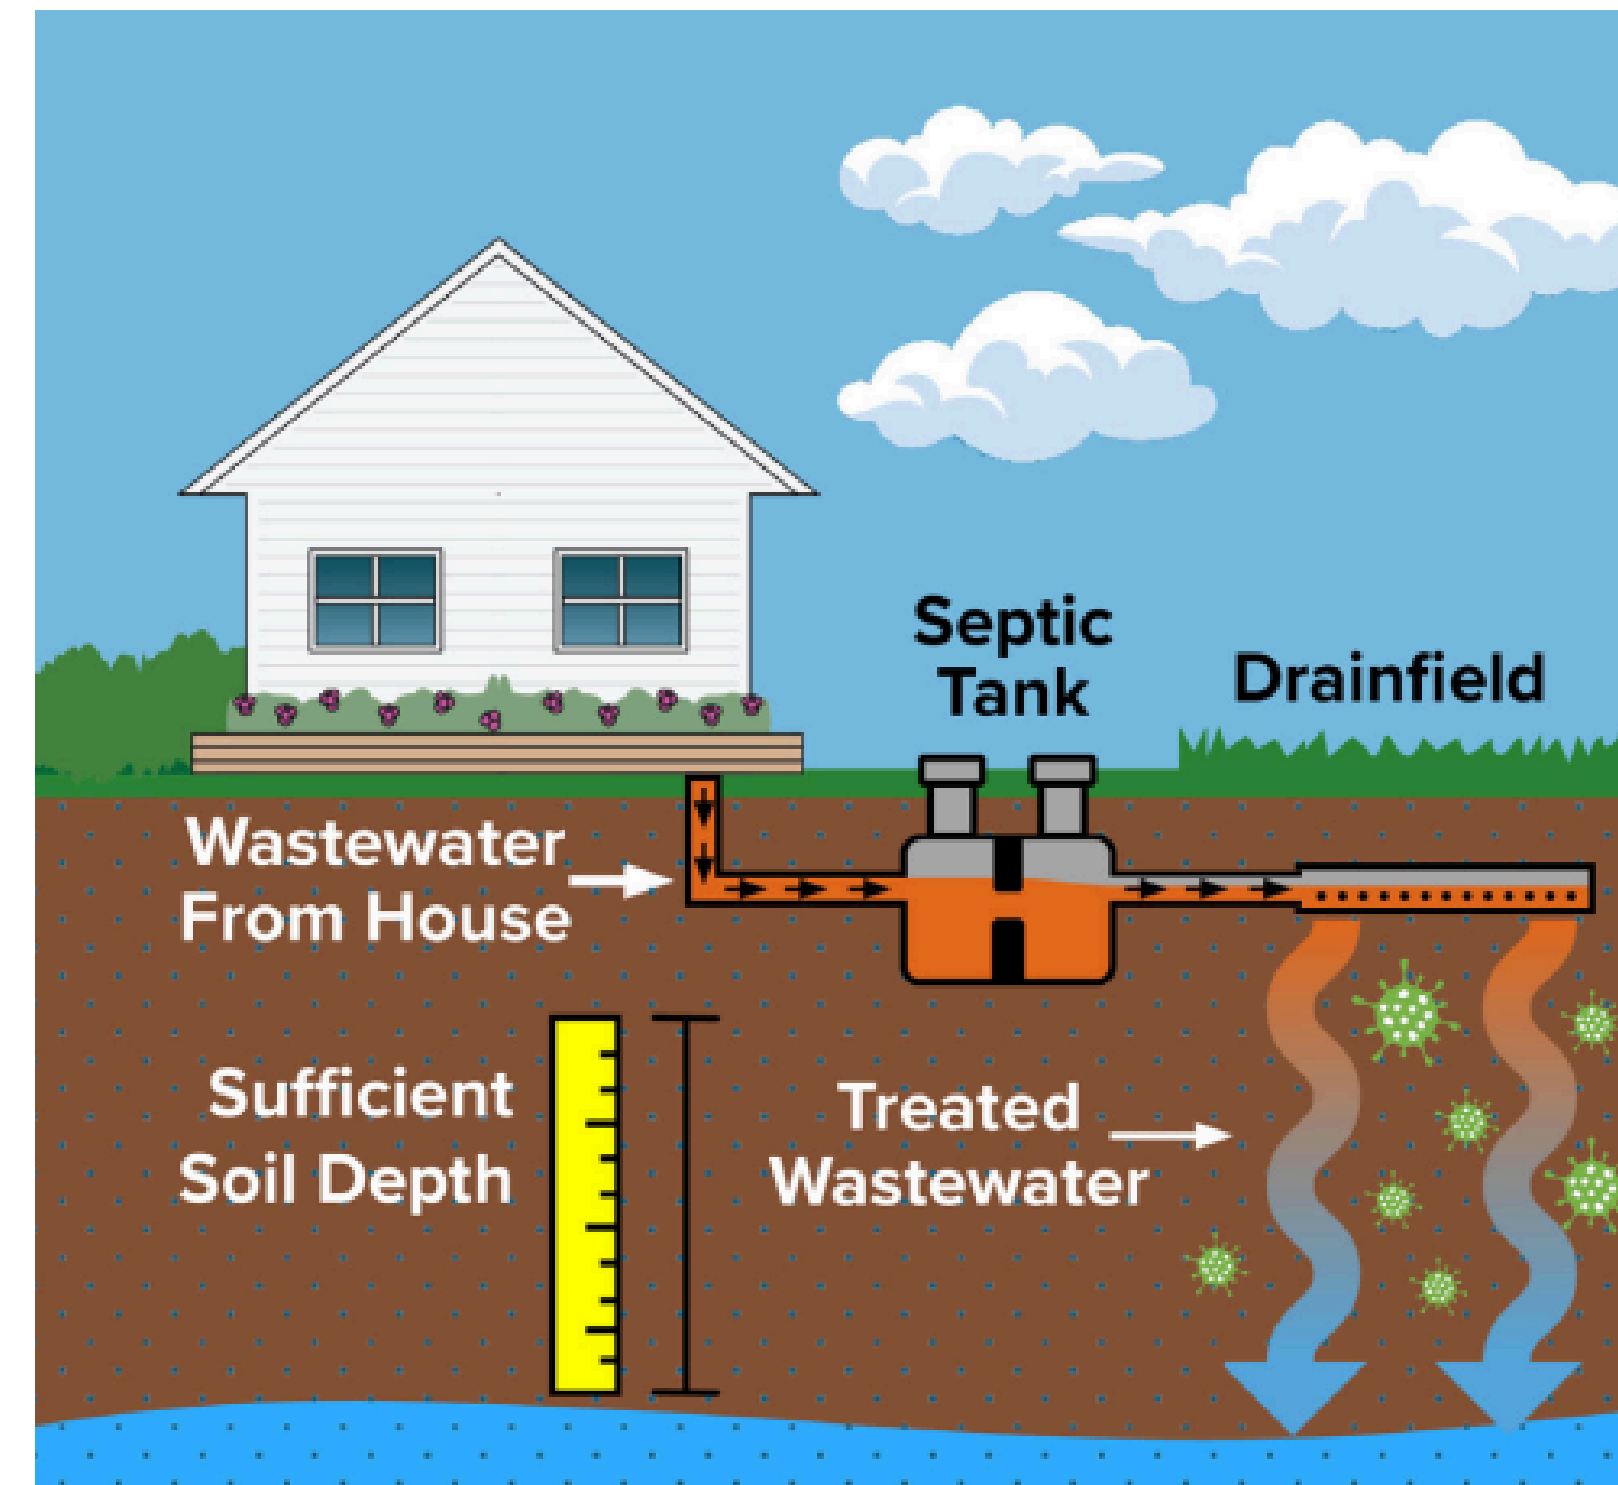 Septic
Tank
Drainfield
Wastewater
From House
Sufficient
Soil Depth
Treated
Wastewater